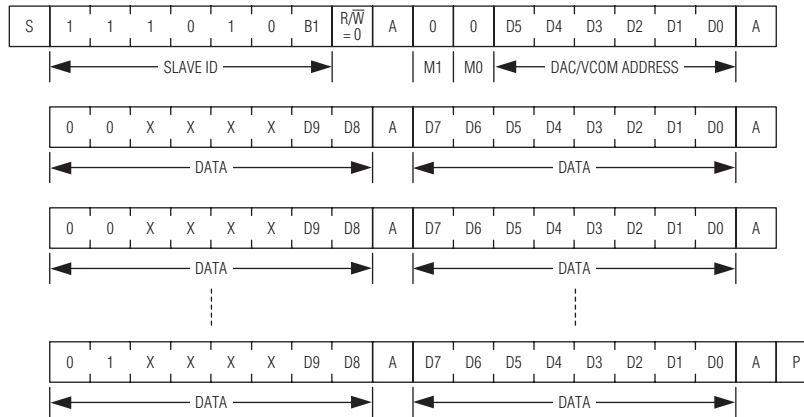 S 1 1 1 0 1 0 B1 R/W̅ = 0 A 0 0 D5 D4 D3 D2 D1 D0 A
SLAVE ID M1 M0 DAC/VCOM ADDRESS
0 0 X X X X D9 D8 A D7 D6 D5 D4 D3 D2 D1 D0 A
DATA DATA
0 0 X X X X D9 D8 A D7 D6 D5 D4 D3 D2 D1 D0 A
DATA DATA
0 1 X X X X D9 D8 A D7 D6 D5 D4 D3 D2 D1 D0 A P
DATA DATA